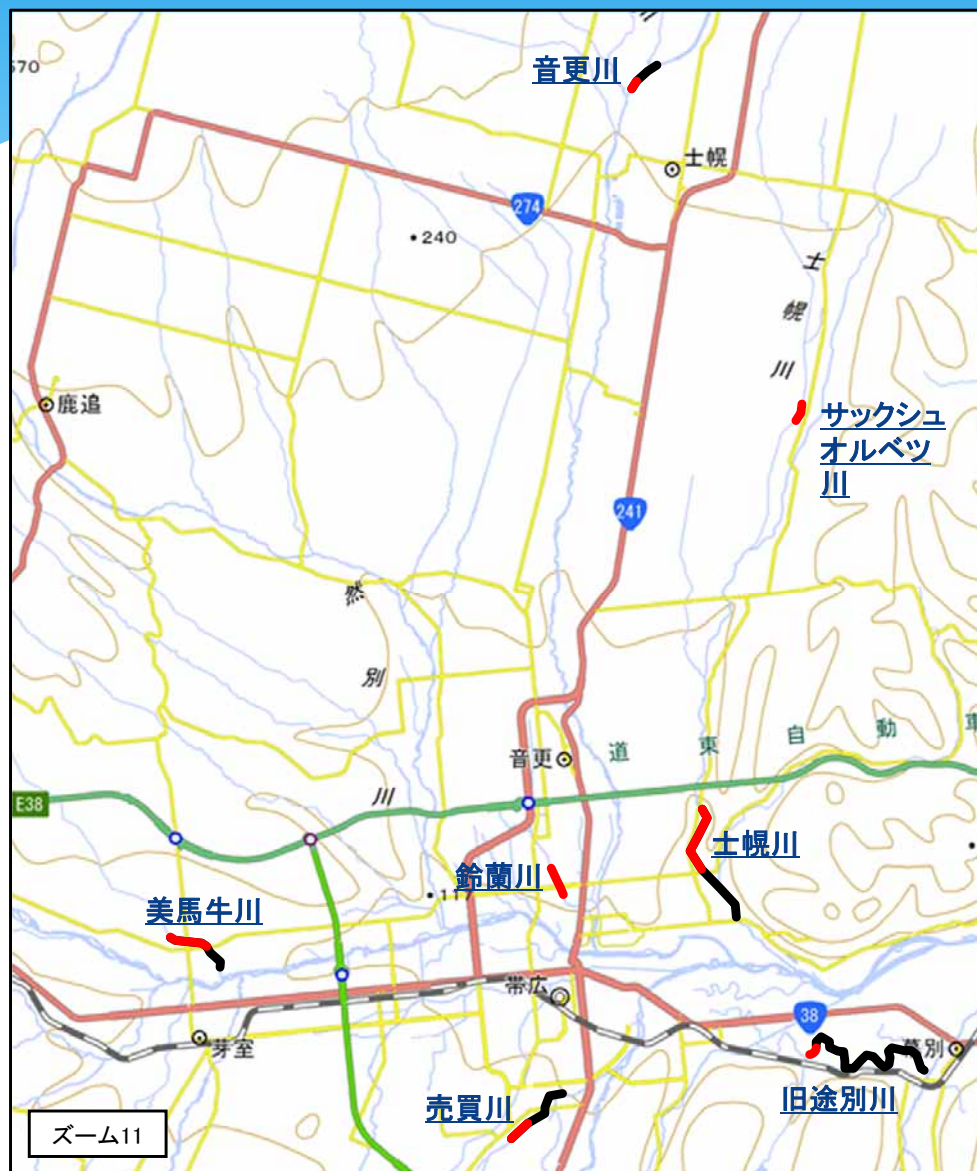 570
音更川
士幌
274
240
士
幌
川
鹿追
サックシュ
オルベツ
川
241
然
別
音更
道 東 自 動 車
E38
川
士幌川
鈴蘭川
117
美馬牛川
帯広
38
芽室
幕別
旧途別川
売買川
ズーム11